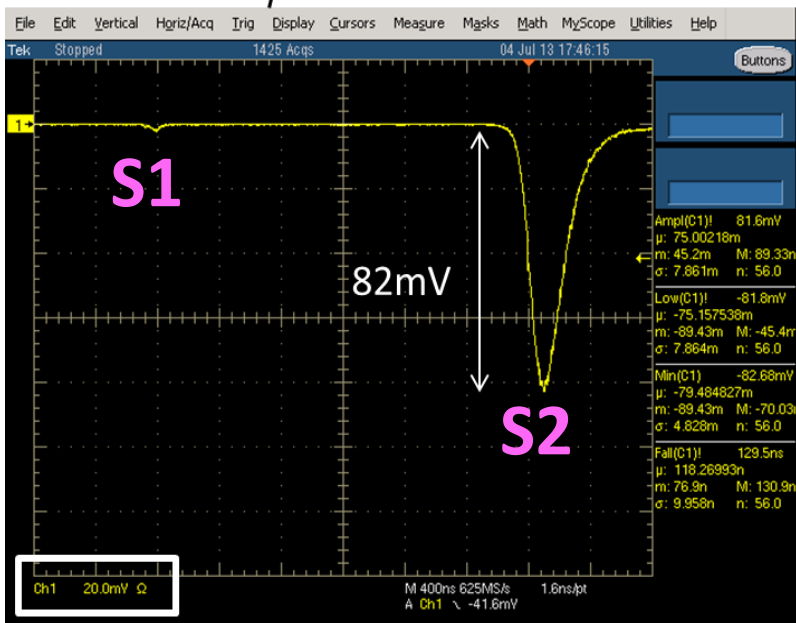 File Edit Vertical Horiz/Acq Trig Display Cursors Measure Masks Math MyScope Utilities Help
Tek Stopped 1425 Acqs 04 Jul 13 17:46:15
Buttons
1
S1
82mV
S2
Ampl(C1)! 81.6mV
µ: 75.00218m
m: 45.2m M: 89.33n
σ: 7.861m n: 56.0
Low(C1)! -81.8mV
µ: -75.157538m
m: -89.43m M: -45.4m
σ: 7.864m n: 56.0
Min(C1) -82.68mV
µ: -79.484827m
m: -89.43m M: -70.03
σ: 4.828m n: 56.0
Fall(C1)! 129.5ns
µ: 118.26993n
m: 76.9n M: 130.9n
σ: 9.958n n: 56.0
Ch1 20.0mV Ω
M 400ns 625MS/s 1.6ns/pt
A Ch1 -41.6mV